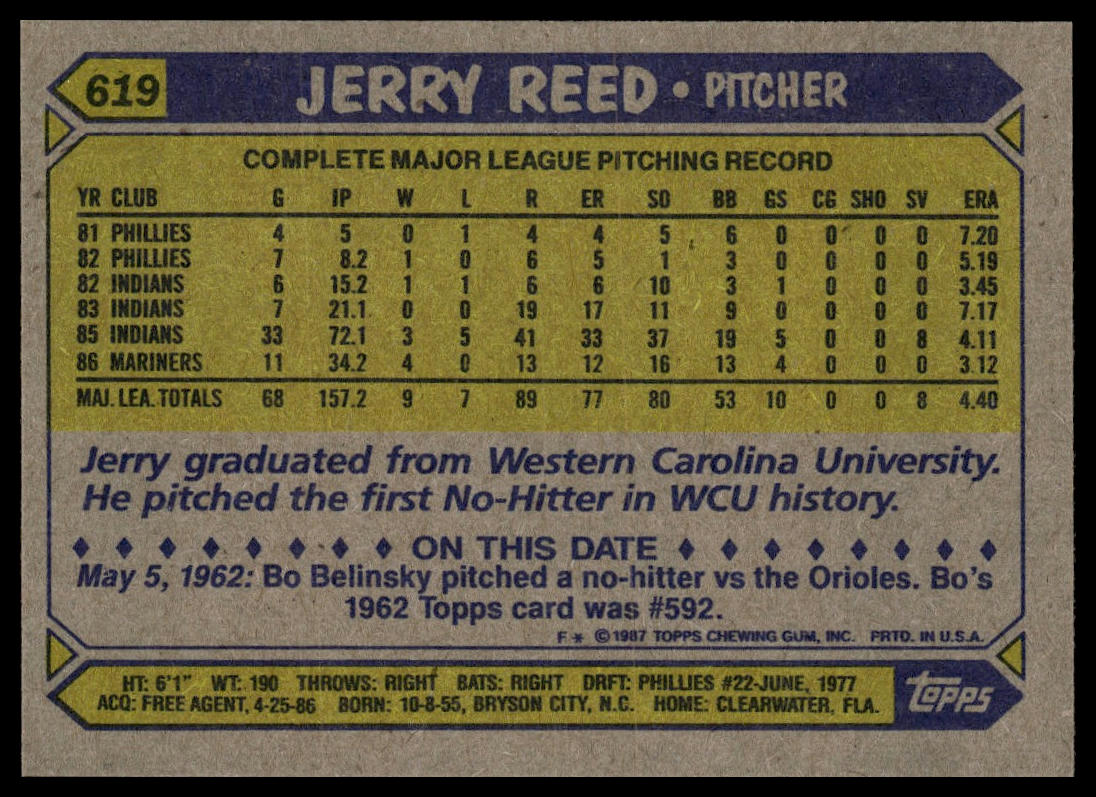 619 JERRY REED • PITCHER
COMPLETE MAJOR LEAGUE PITCHING RECORD
YR CLUB G IP W L R ER SO BB GS CG SHO SV ERA
81 PHILLIES 4 5 0 1 4 4 5 6 0 0 0 0 7.20
82 PHILLIES 7 8.2 1 0 6 5 1 3 0 0 0 0 5.19
82 INDIANS 6 15.2 1 1 6 6 10 3 1 0 0 0 3.45
83 INDIANS 7 21.1 0 0 19 17 11 9 0 0 0 0 7.17
85 INDIANS 33 72.1 3 5 41 33 37 19 5 0 0 8 4.11
86 MARINERS 11 34.2 4 0 13 12 16 13 4 0 0 0 3.12
MAJ. LEA. TOTALS 68 157.2 9 7 89 77 80 53 10 0 0 8 4.40
Jerry graduated from Western Carolina University.
He pitched the first No-Hitter in WCU history.
ON THIS DATE
May 5, 1962: Bo Belinsky pitched a no-hitter vs the Orioles. Bo's
1962 Topps card was #592.
F* ©1987 TOPPS CHEWING GUM, INC. PRTD. IN U.S.A.
HT: 6'1" WT: 190 THROWS: RIGHT BATS: RIGHT DRFT: PHILLIES #22-JUNE, 1977
ACQ: FREE AGENT, 4-25-86 BORN: 10-8-55, BRYSON CITY, N.C. HOME: CLEARWATER, FLA.
topps